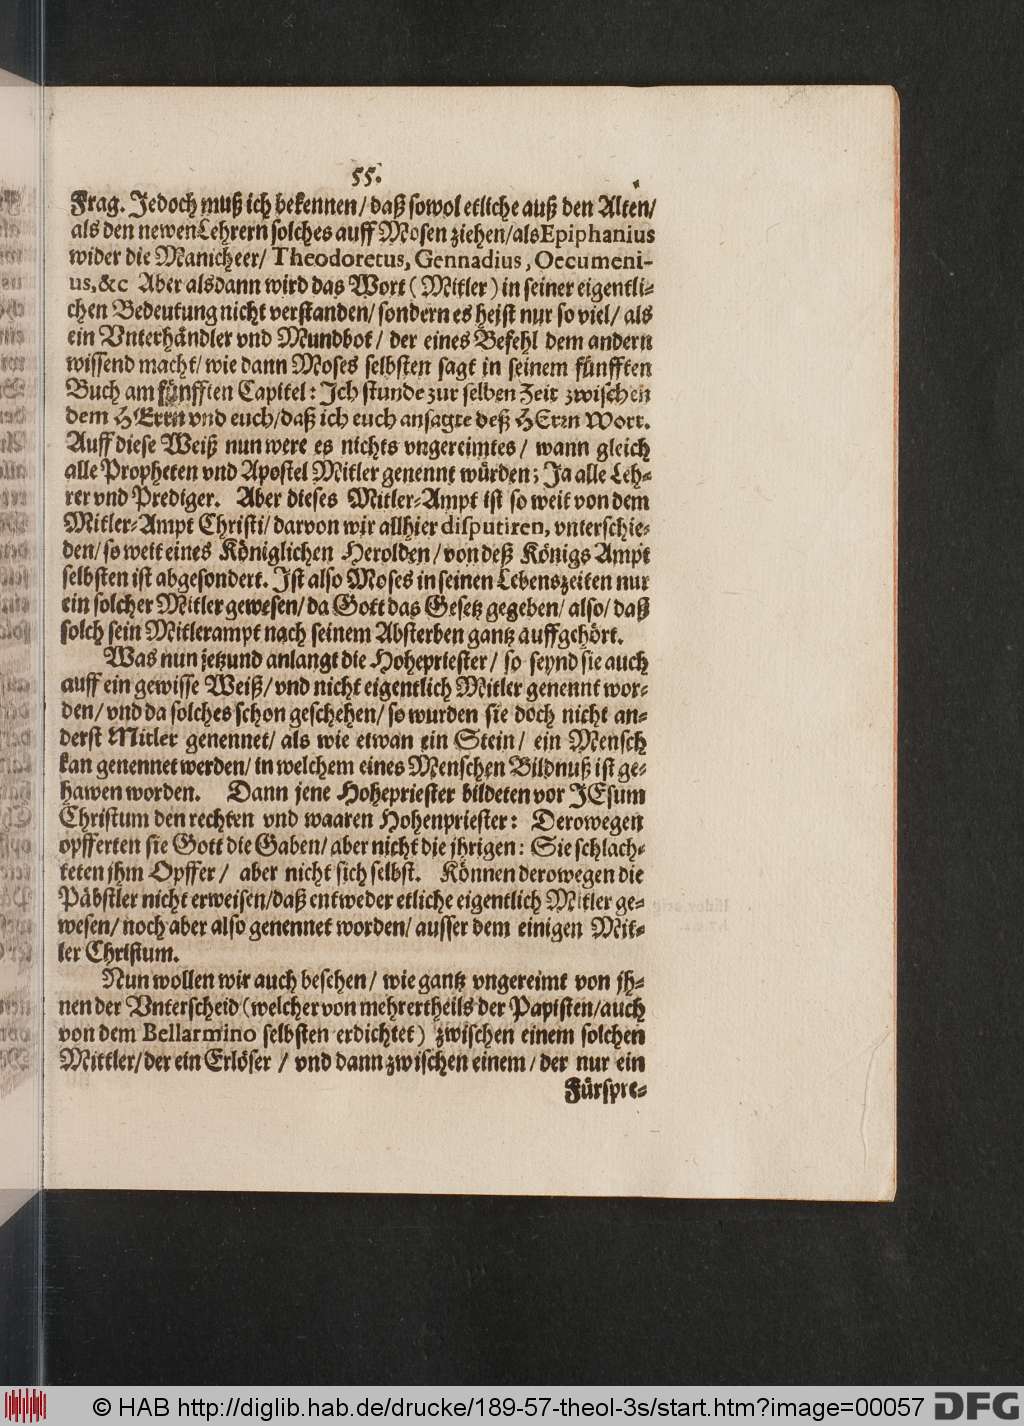 55.
Frag. Jedoch muß ich bekennen/ daß sowol etliche auß den Alten/
als den newen Lehrern solches auff Mosen ziehen/ als Epiphanius
wider die Manicheer/ Theodoretus, Gennadius, Oecumeni-
us, &c Aber alsdann wird das Wort (Mitler) in seiner eigentli-
chen Bedeutung nicht verstanden/ sondern es heist nur so viel/ als
ein Vnterhändler vnd Mundbot/ der eines Befehl dem andern
wissend macht/ wie dann Moses selbsten sagt in seinem fünfften
Buch am fünfften Capitel: Ich stunde zur selben Zeit zwischen
dem HErrn vnd euch/ daß ich euch ansagte deß HErrn Wort.
Auff diese Weiß nun were es nichts vngereimtes/ wann gleich
alle Propheten vnd Apostel Mitler genennt würden; Ja alle Leh-
rer vnd Prediger. Aber dieses Mitler-Ampt ist so weit von dem
Mitler-Ampt Christi/ darvon wir allhier disputiren, vnterschie-
den/ so weit eines Königlichen Herolden/ von deß Königs Ampt
selbsten ist abgesondert. Ist also Moses in seinen Lebenszeiten nur
ein solcher Mitler gewesen/ da Gott das Gesetz gegeben/ also/ daß
solch sein Mitlerampt nach seinem Absterben gantz auffgehört.
Was nun jetzund anlangt die Hohepriester/ so seynd sie auch
auff ein gewisse Weiß/ vnd nicht eigentlich Mitler genennt wor-
den/ vnd da solches schon geschehen/ so wurden sie doch nicht an-
derst Mitler genennet/ als wie etwan ein Stein/ ein Mensch
kan genennet werden/ in welchem eines Menschen Bildnuß ist ge-
hawen worden. Dann jene Hohepriester bildeten vor JEsum
Christum den rechten vnd waaren Hohenpriester: Derowegen
opfferten sie Gott die Gaben/ aber nicht die jhrigen: Sie schlach-
teten jhm Opffer/ aber nicht sich selbst. Können derowegen die
Päbstler nicht erweisen/ daß entweder etliche eigentlich Mitler ge-
wesen/ noch aber also genennet worden/ ausser dem einigen Mit-
ler Christum.
Nun wollen wir auch besehen/ wie gantz vngereimt von jh-
nen der Vnterscheid (welcher von mehrertheils der Papisten/ auch
von dem Bellarmino selbsten erdichtet) zwischen einem solchen
Mittler/ der ein Erlöser/ vnd dann zwischen einem/ der nur ein
Fürspre-
© HAB http://diglib.hab.de/drucke/189-57-theol-3s/start.htm?image=00057
DFG